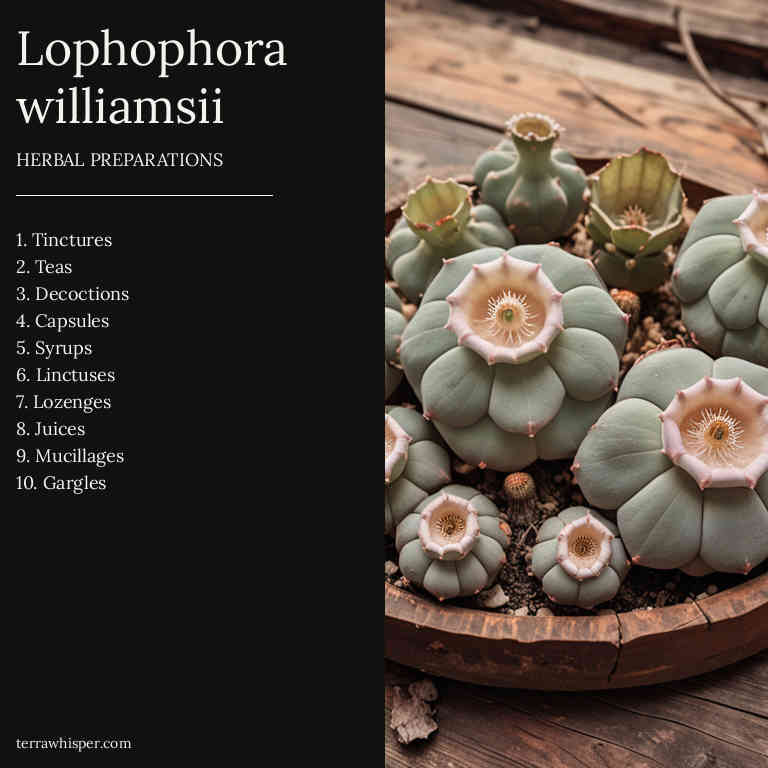 Lophophora
williamsii
HERBAL PREPARATIONS
1. Tinctures
2. Teas
3. Decoctions
4. Capsules
5. Syrups
6. Linctuses
7. Lozenges
8. Juices
9. Mucillages
10. Gargles
terrawhisper.com